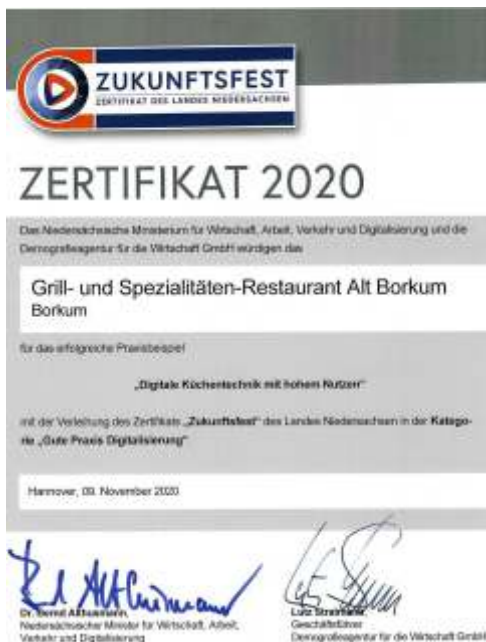 ZUKUNFTSFEST
ZERTIFIKAT DES LANDES NIEDERSACHSEN
ZERTIFIKAT 2020
Das Niedersächsische Ministerium für Wirtschaft, Arbeit, Verkehr und Digitalisierung und die
Demografieagentur für die Wirtschaft GmbH würdigen das
Grill- und Spezialitäten-Restaurant Alt Borkum
Borkum
für das erfolgreiche Praxisbeispiel
„Digitale Küchentechnik mit hohem Nutzen“
mit der Verleihung des Zertifikats „Zukunftsfest“ des Landes Niedersachsen in der Katego-
rie „Gute Praxis Digitalisierung“
Hannover, 09. November 2020
Dr. Bernd Althusmann,
Niedersächsischer Minister für Wirtschaft, Arbeit,
Verkehr und Digitalisierung
Lutz
Geschäftsführer
Demografieagentur für die Wirtschaft GmbH